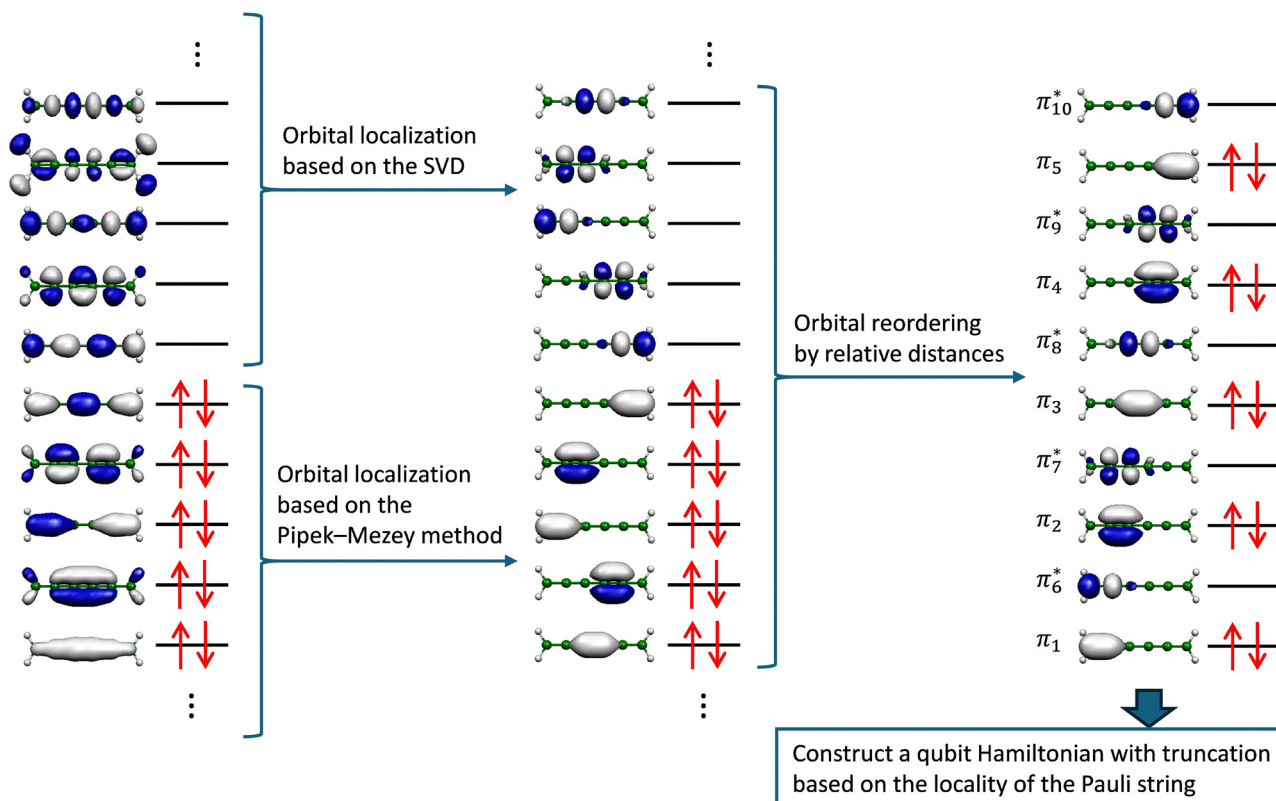 ⋮
⋮
Orbital localization
based on the SVD
Orbital localization
based on the
Pipek–Mezey method
Orbital reordering
by relative distances
π*10
π5
π*9
π4
π*8
π3
π*7
π2
π*6
π1
⋮
⋮
Construct a qubit Hamiltonian with truncation
based on the locality of the Pauli string